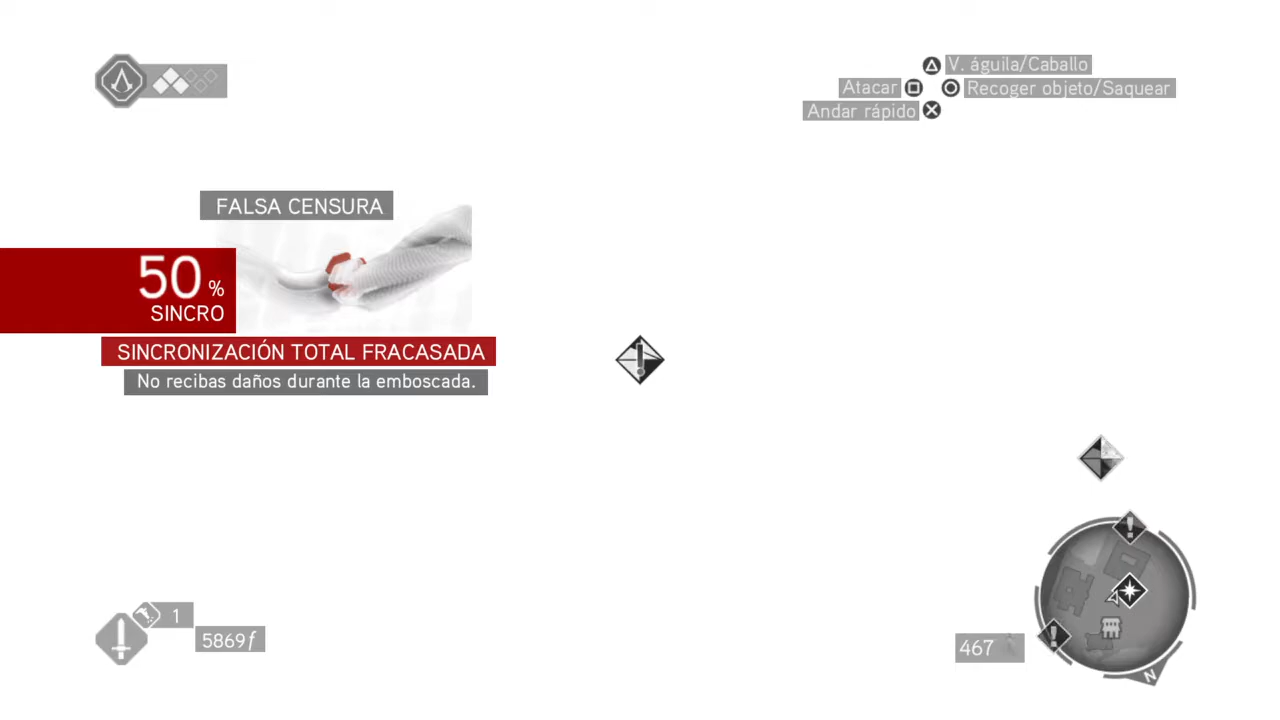 V. águila/Caballo
Atacar
Recoger objeto/Saquear
Andar rápido
FALSA CENSURA
50 %
SINCRO
SINCRONIZACIÓN TOTAL FRACASADA
No recibas daños durante la emboscada.
1
5869ƒ
467
N